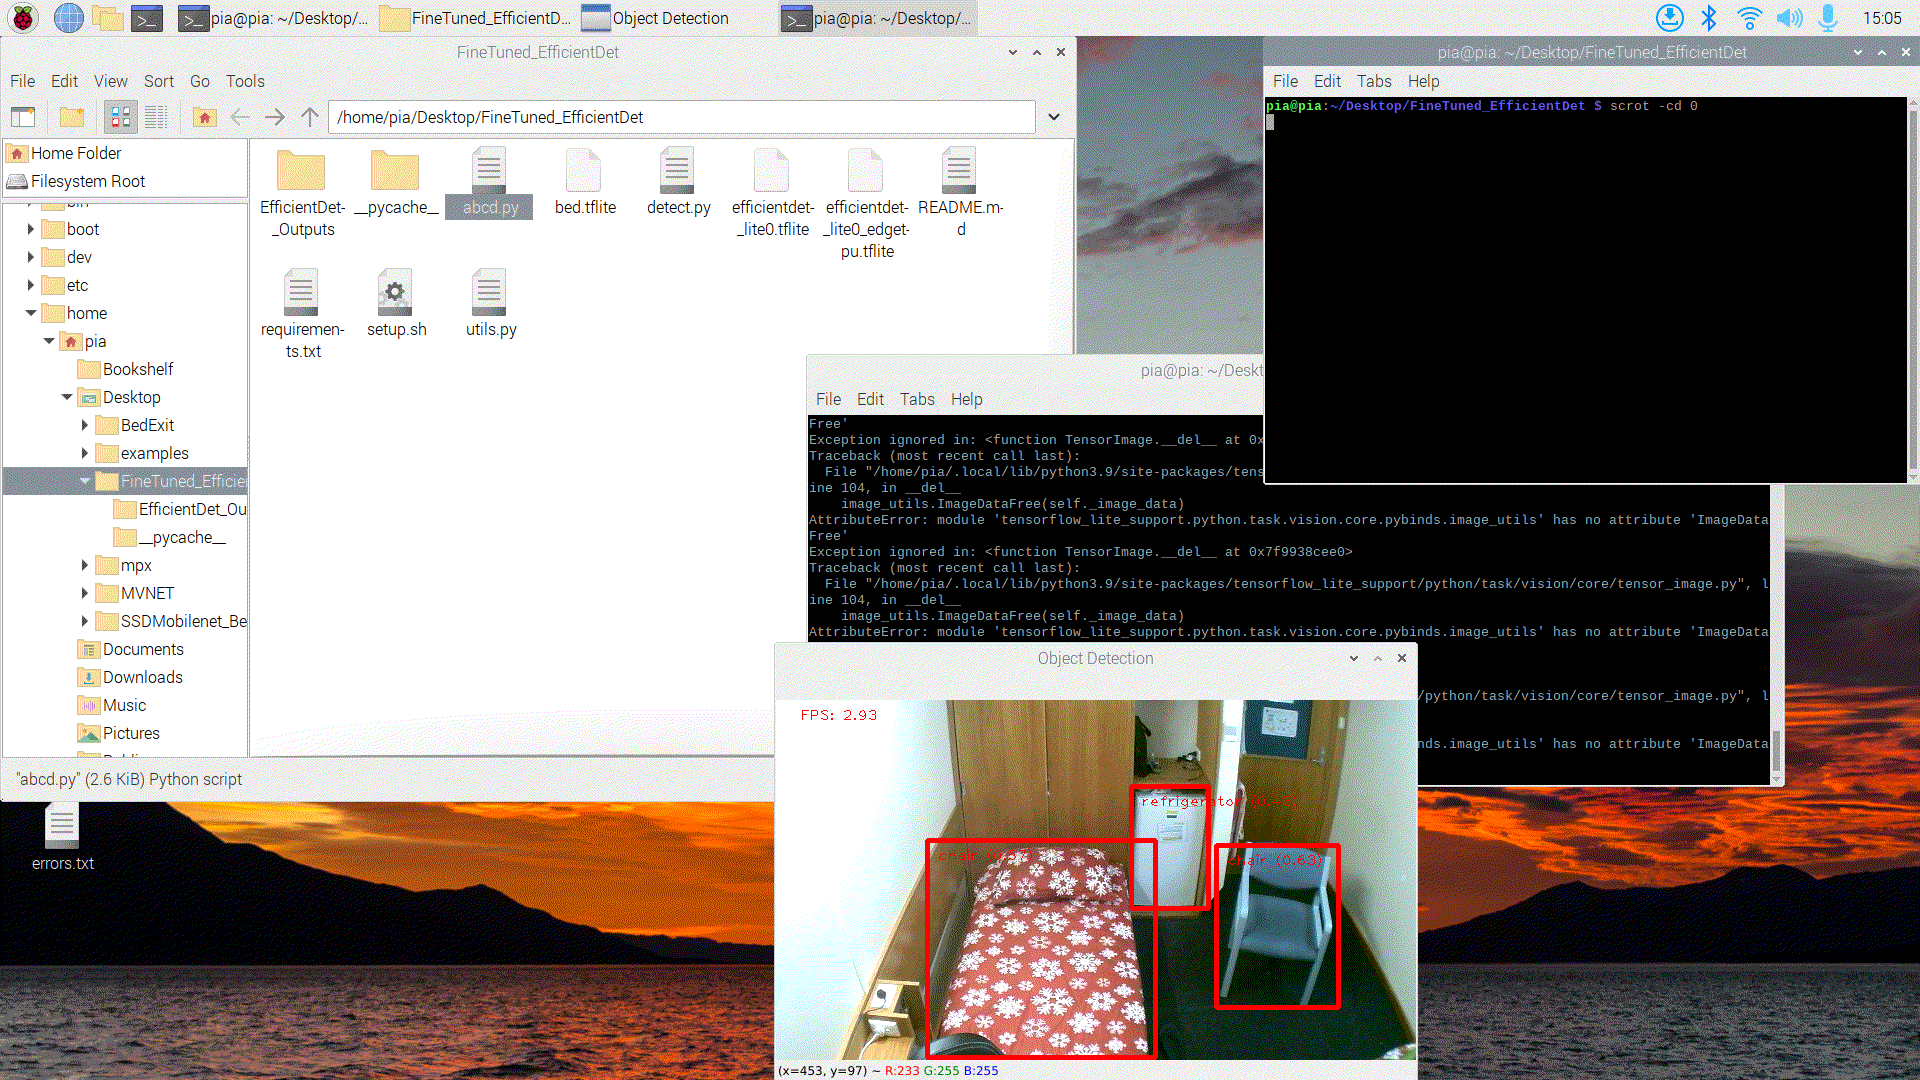 pia@pia: ~/Desktop/...
FineTuned_EfficientD...
Object Detection
pia@pia: ~/Desktop/...
15:05
FineTuned_EfficientDet
File Edit View Sort Go Tools
/home/pia/Desktop/FineTuned_EfficientDet
Home Folder
Filesystem Root
bin
boot
dev
etc
home
pia
Bookshelf
Desktop
BedExit
examples
FineTuned_Efficie
EfficientDet_Ou
__pycache__
mpx
MVNET
SSDMobilenet_Be
Documents
Downloads
Music
Pictures
EfficientDet-
_Outputs
__pycache__
abcd.py
bed.tflite
detect.py
efficientdet-
_lite0.tflite
efficientdet-
_lite0_edget-
pu.tflite
README.m-
d
requiremen-
ts.txt
setup.sh
utils.py
"abcd.py" (2.6 KiB) Python script
errors.txt
pia@pia: ~/Desktop/FineTuned_EfficientDet
File Edit Tabs Help
pia@pia:~/Desktop/FineTuned_EfficientDet $ scrot -cd 0
pia@pia: ~/Deskt
File Edit Tabs Help
Free'
Exception ignored in: <function TensorImage.__del__ at 0x
Traceback (most recent call last):
File "/home/pia/.local/lib/python3.9/site-packages/tens
ine 104, in __del__
image_utils.ImageDataFree(self._image_data)
AttributeError: module 'tensorflow_lite_support.python.task.vision.core.pybinds.image_utils' has no attribute 'ImageData
Free'
Exception ignored in: <function TensorImage.__del__ at 0x7f9938cee0>
Traceback (most recent call last):
File "/home/pia/.local/lib/python3.9/site-packages/tensorflow_lite_support/python/task/vision/core/tensor_image.py", l
ine 104, in __del__
image_utils.ImageDataFree(self._image_data)
AttributeError: module 'tensorflow_lite_support.python.task.vision.core.pybinds.image_utils' has no attribute 'ImageData
/python/task/vision/core/tensor_image.py", l
nds.image_utils' has no attribute 'ImageData
Object Detection
FPS: 2.93
refrigerator
chair
chair (0.63)
(x=453, y=97) ~ R:233 G:255 B:255